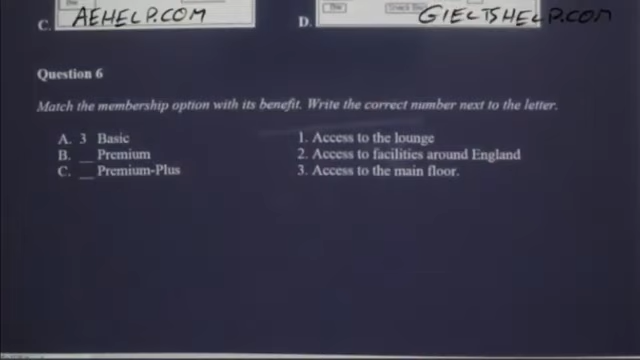 C. AEHELP.COM D. GIELTSHELP.COM
Question 6
Match the membership option with its benefit. Write the correct number next to the letter.
A. 3 Basic 1. Access to the lounge
B. __ Premium 2. Access to facilities around England
C. __ Premium-Plus 3. Access to the main floor.